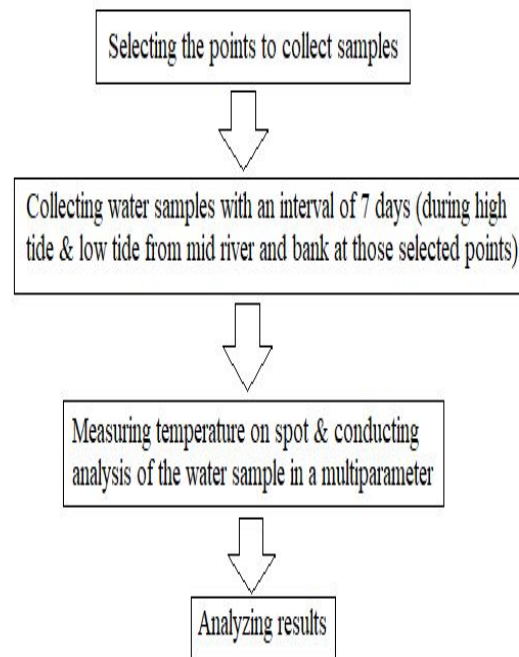 Selecting the points to collect samples
Collecting water samples with an interval of 7 days (during high
tide & low tide from mid river and bank at those selected points)
Measuring temperature on spot & conducting
analysis of the water sample in a multiparameter
Analyzing results